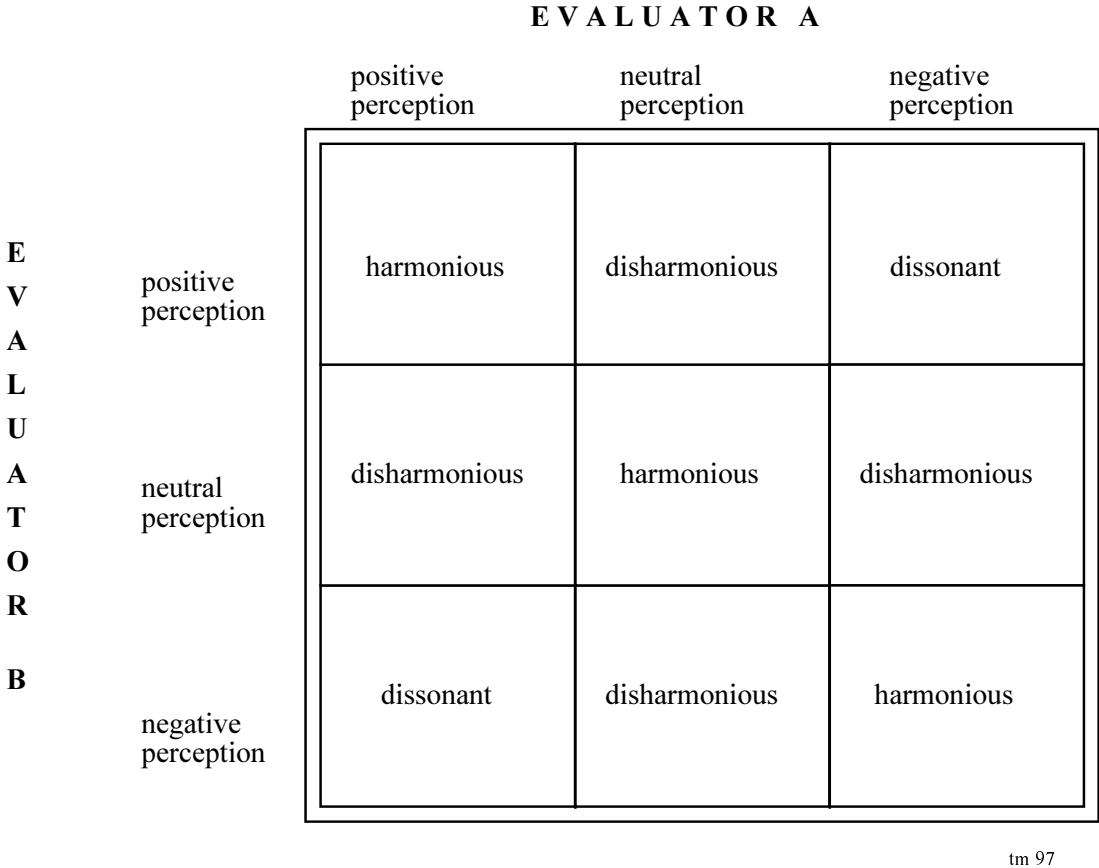 EVALUATOR A
positive neutral negative
perception perception perception
harmonious disharmonious dissonant
positive
perception
disharmonious harmonious disharmonious
neutral
perception
dissonant disharmonious harmonious
negative
perception
E
V
A
L
U
A
T
O
R
B
tm 97